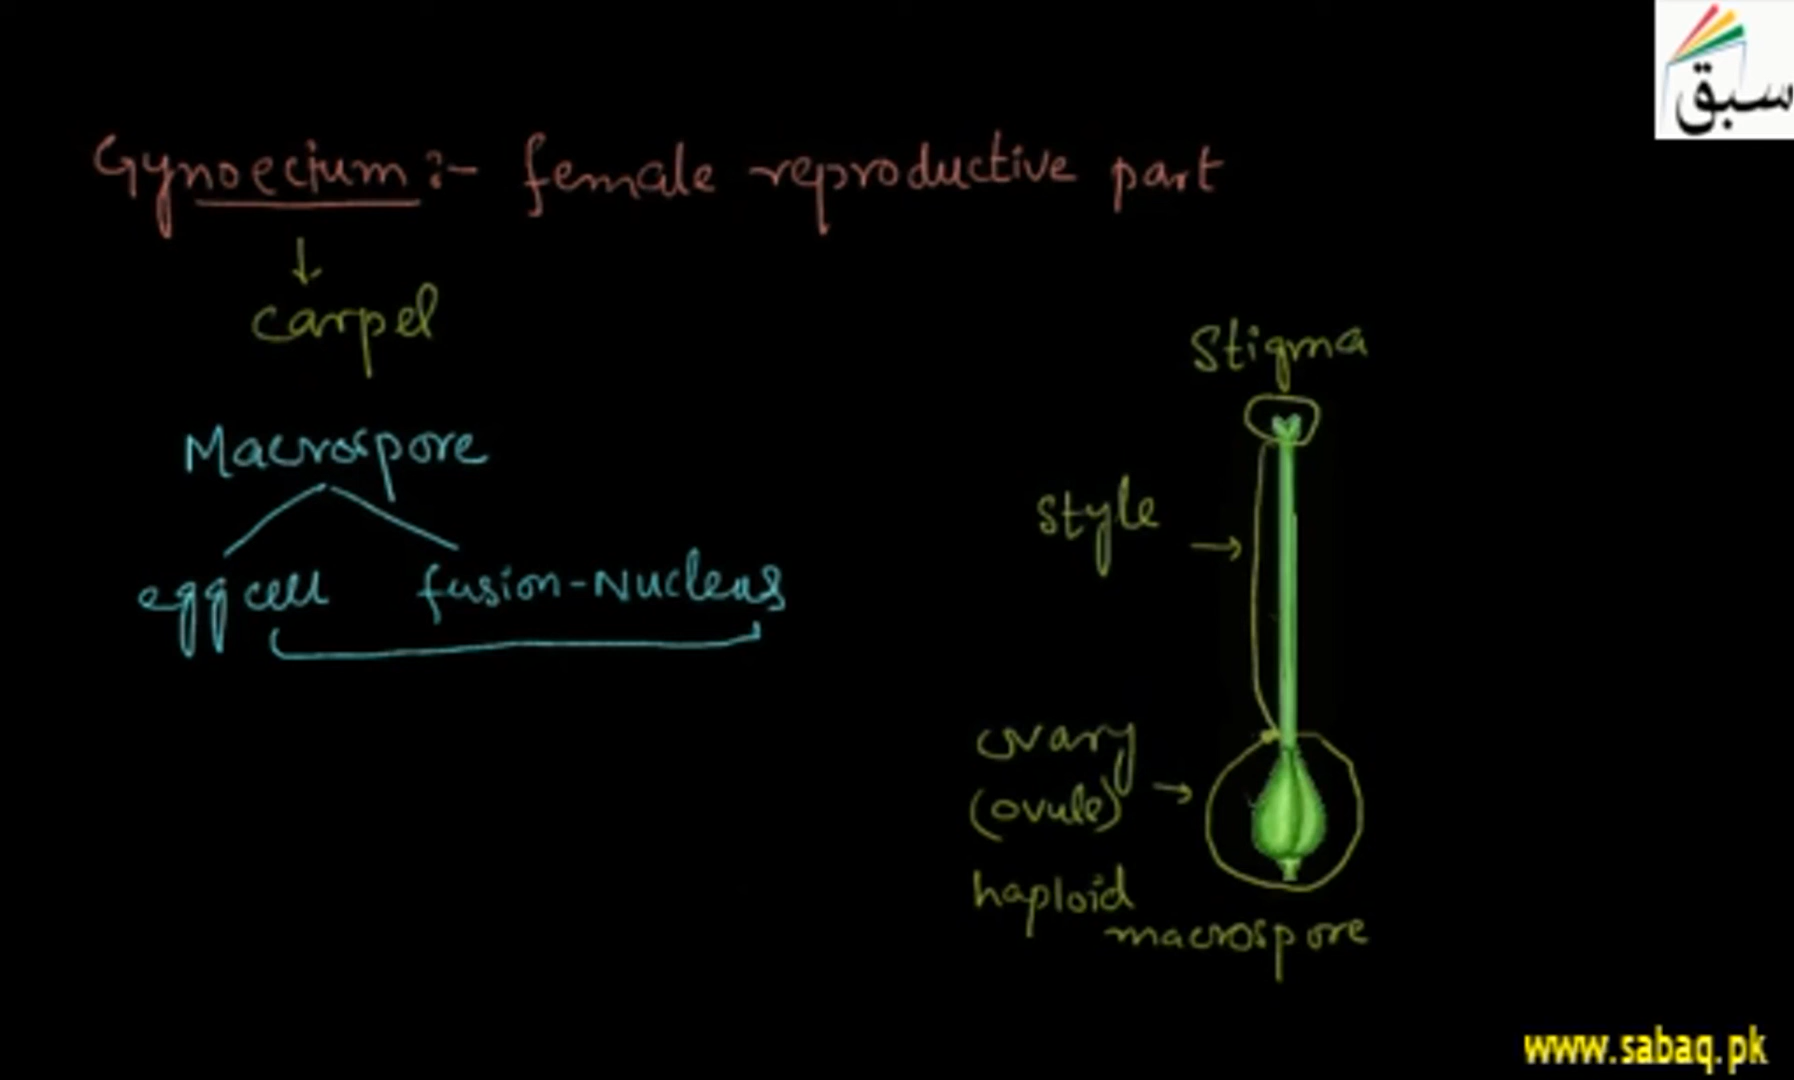 سبق
Gynoecium :- female reproductive part
↓
Carpel
Stigma
Macrospore
style →
egg cell fusion-Nucleus
ovary
(ovule) →
haploid
macrospore
www.sabaq.pk